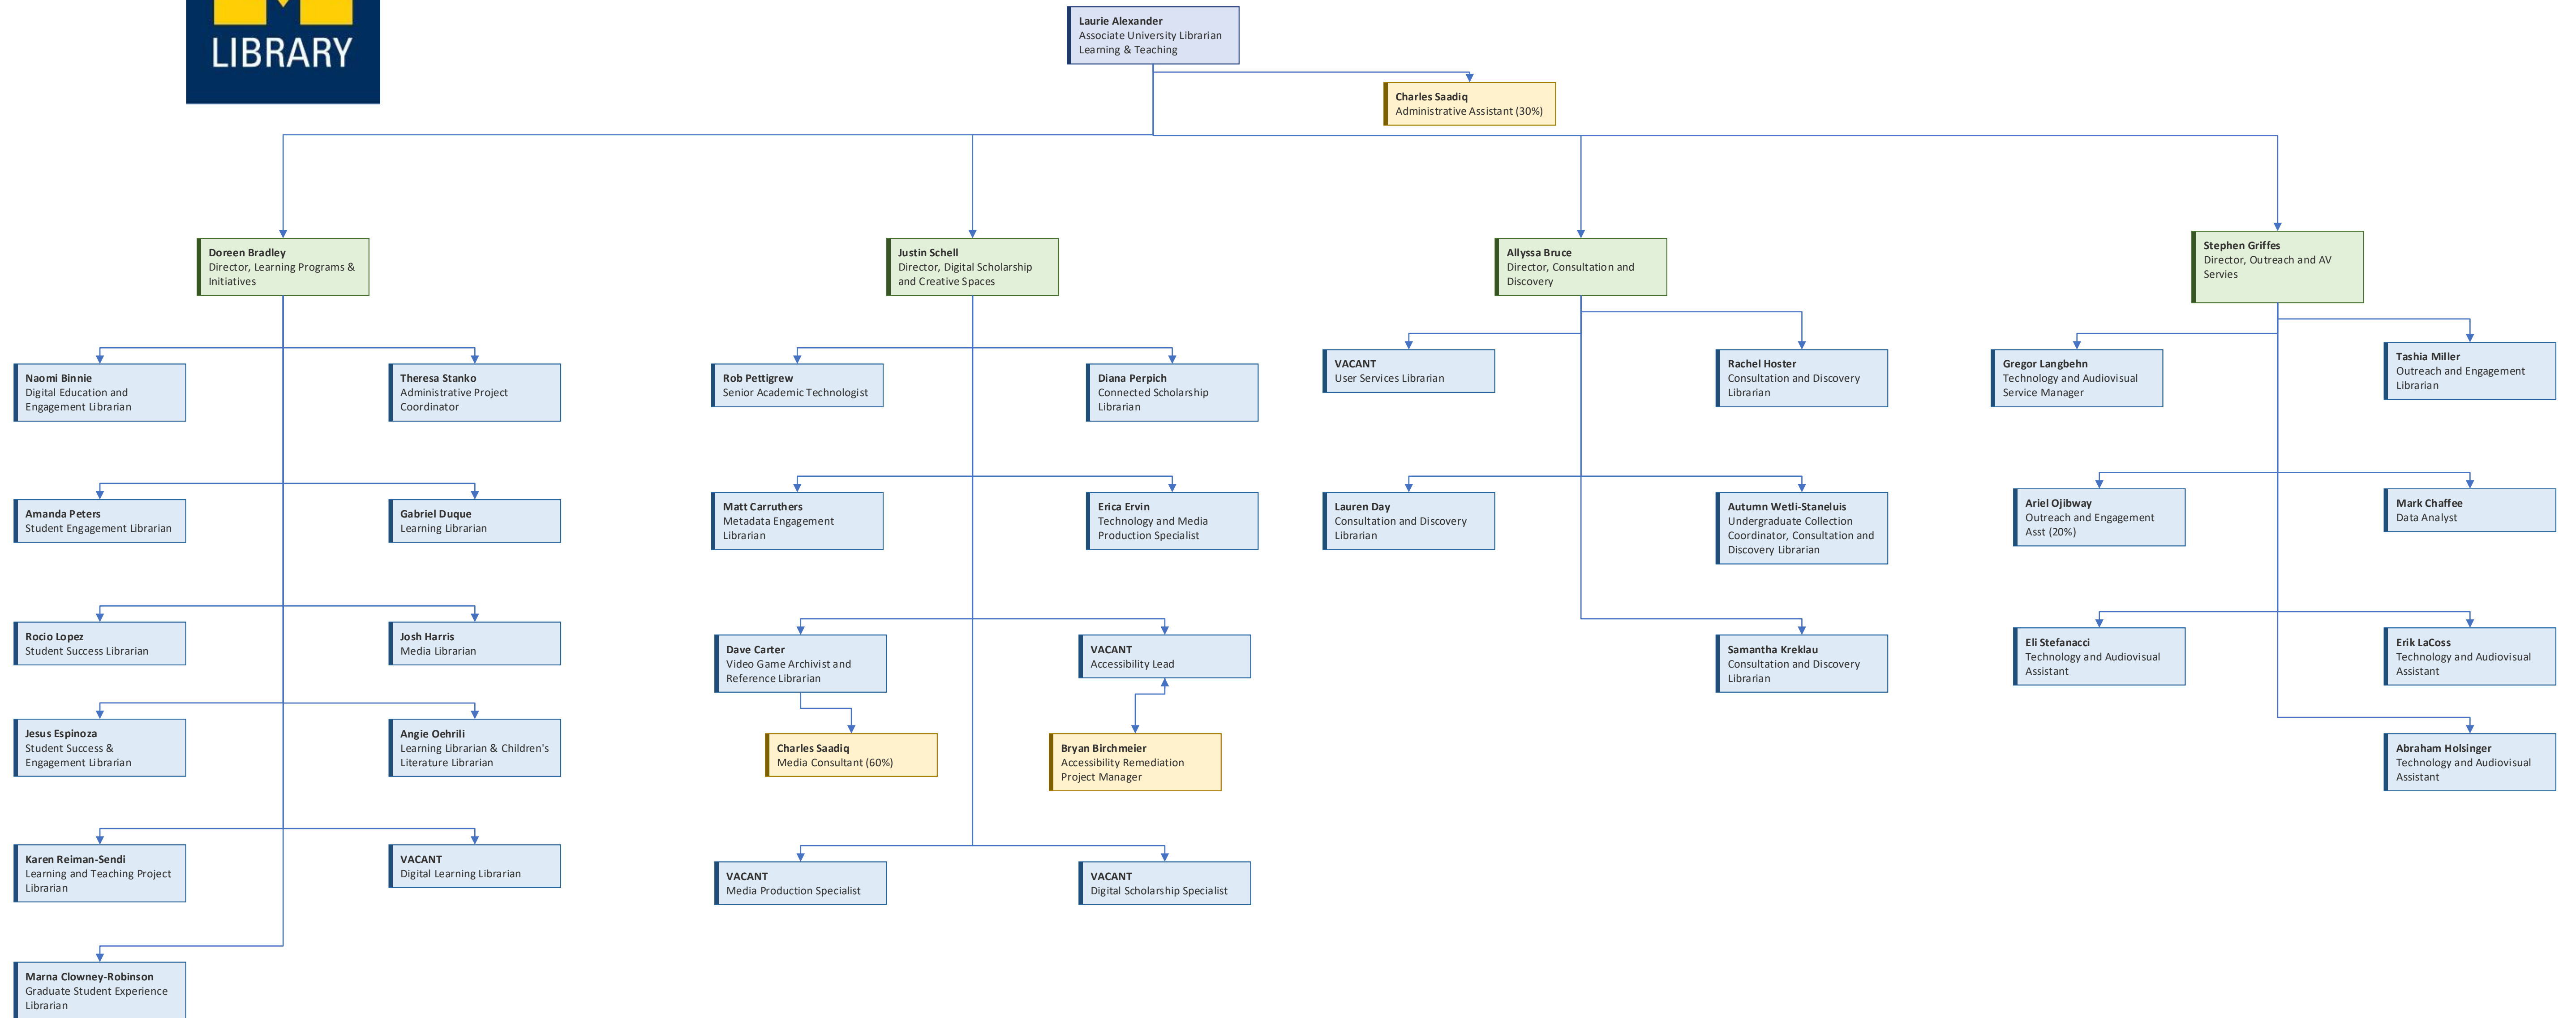 LIBRARY
Laurie Alexander
Associate University Librarian
Learning & Teaching
Charles Saadiq
Administrative Assistant (30%)
Doreen Bradley
Director, Learning Programs &
Initiatives
Justin Schell
Director, Digital Scholarship
and Creative Spaces
Allyssa Bruce
Director, Consultation and
Discovery
Stephen Griffes
Director, Outreach and AV
Servies
Naomi Binnie
Digital Education and
Engagement Librarian
Theresa Stanko
Administrative Project
Coordinator
Rob Pettigrew
Senior Academic Technologist
Diana Perpich
Connected Scholarship
Librarian
VACANT
User Services Librarian
Rachel Hoster
Consultation and Discovery
Librarian
Gregor Langbehn
Technology and Audiovisual
Service Manager
Tashia Miller
Outreach and Engagement
Librarian
Amanda Peters
Student Engagement Librarian
Gabriel Duque
Learning Librarian
Matt Carruthers
Metadata Engagement
Librarian
Erica Ervin
Technology and Media
Production Specialist
Lauren Day
Consultation and Discovery
Librarian
Autumn Wetli-Staneluis
Undergraduate Collection
Coordinator, Consultation and
Discovery Librarian
Ariel Ojibway
Outreach and Engagement
Asst (20%)
Mark Chaffee
Data Analyst
Rocio Lopez
Student Success Librarian
Josh Harris
Media Librarian
Dave Carter
Video Game Archivist and
Reference Librarian
VACANT
Accessibility Lead
Samantha Kreklau
Consultation and Discovery
Librarian
Eli Stefanacci
Technology and Audiovisual
Assistant
Erik LaCoss
Technology and Audiovisual
Assistant
Jesus Espinoza
Student Success &
Engagement Librarian
Angie Oehrili
Learning Librarian & Children's
Literature Librarian
Charles Saadiq
Media Consultant (60%)
Bryan Birchmeier
Accessibility Remediation
Project Manager
Abraham Holsinger
Technology and Audiovisual
Assistant
Karen Reiman-Sendi
Learning and Teaching Project
Librarian
VACANT
Digital Learning Librarian
VACANT
Media Production Specialist
VACANT
Digital Scholarship Specialist
Marna Clowney-Robinson
Graduate Student Experience
Librarian